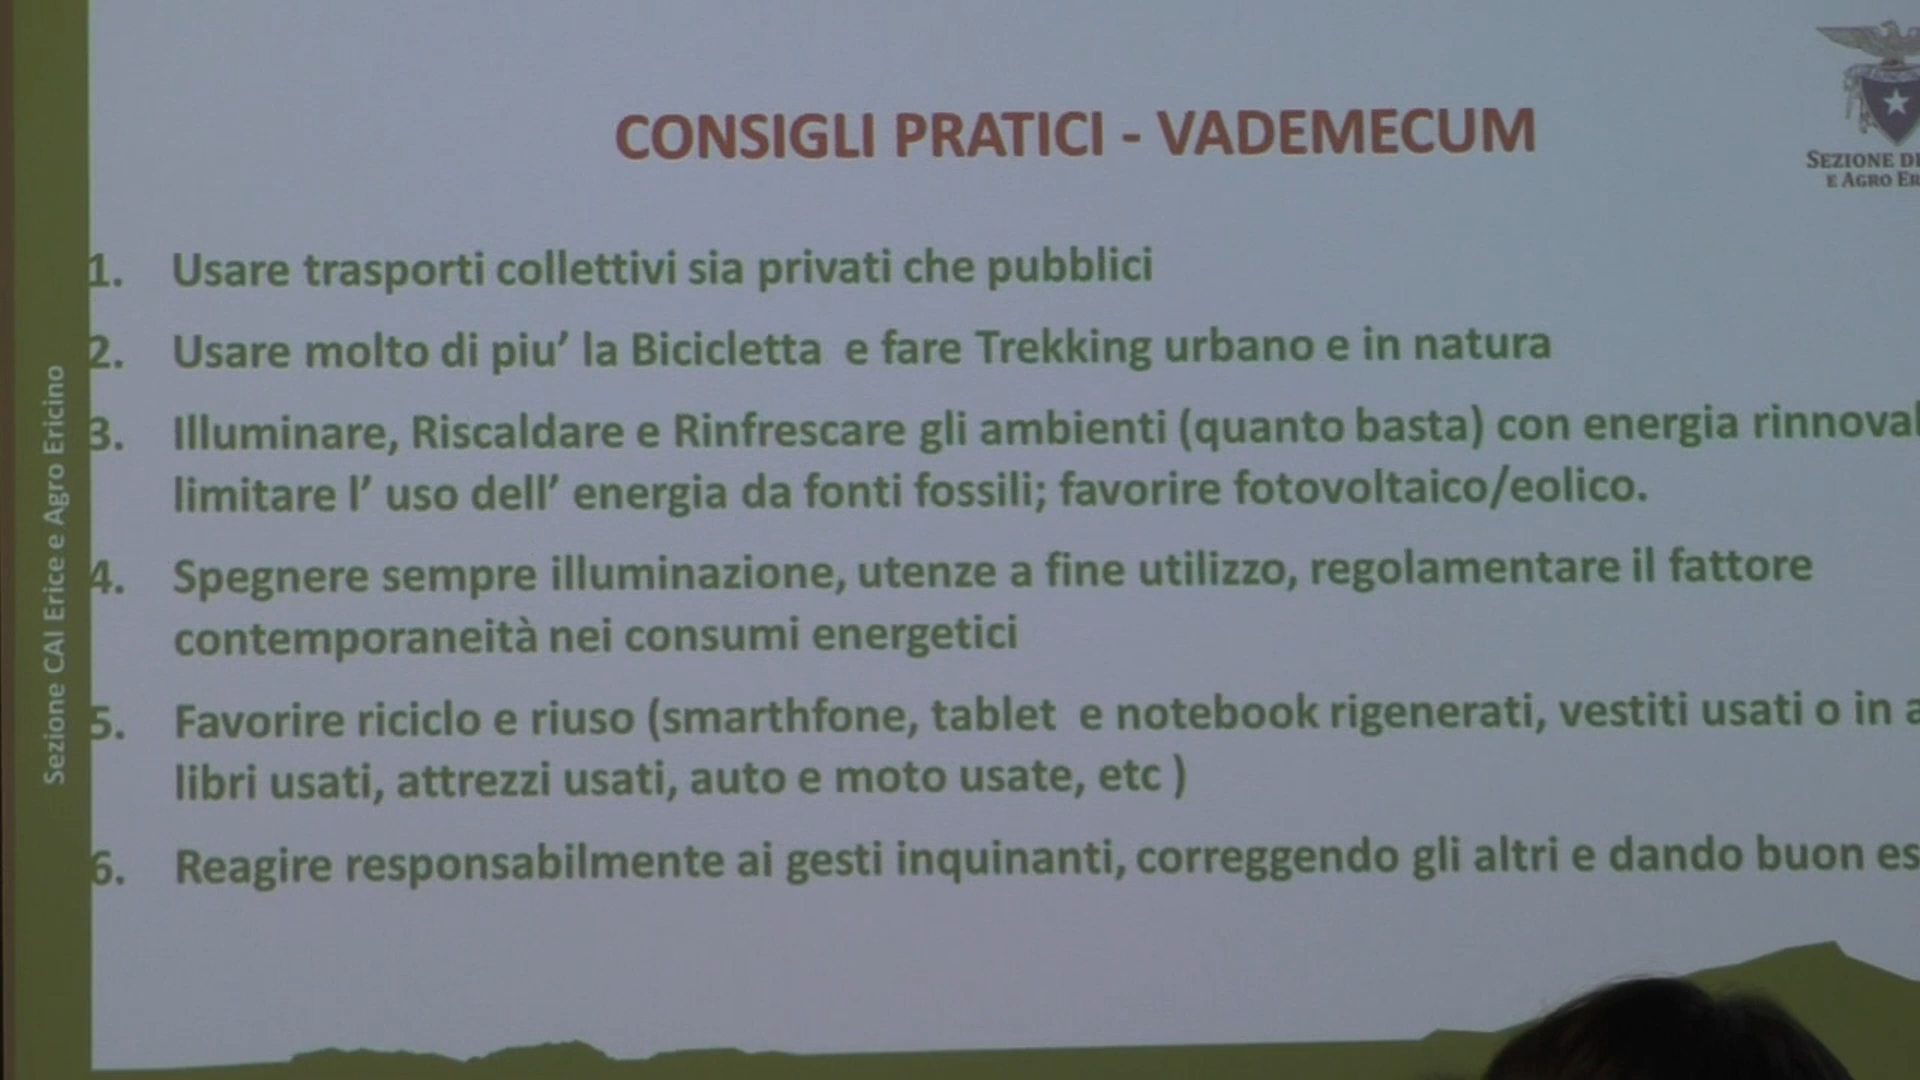 CONSIGLI PRATICI - VADEMECUM
SEZIONE
E AGRO
1. Usare trasporti collettivi sia privati che pubblici
2. Usare molto di piu’ la Bicicletta e fare Trekking urbano e in natura
3. Illuminare, Riscaldare e Rinfrescare gli ambienti (quanto basta) con energia
limitare l’ uso dell’ energia da fonti fossili; favorire fotovoltaico/eolico.
4. Spegnere sempre illuminazione, utenze a fine utilizzo, regolamentare il fattore
contemporaneità nei consumi energetici
5. Favorire riciclo e riuso (smarthfone, tablet e notebook rigenerati, vestiti usati o in
libri usati, attrezzi usati, auto e moto usate, etc )
6. Reagire responsabilmente ai gesti inquinanti, correggendo gli altri e dando buon
Sezione CAI Erice e Agro Ericino